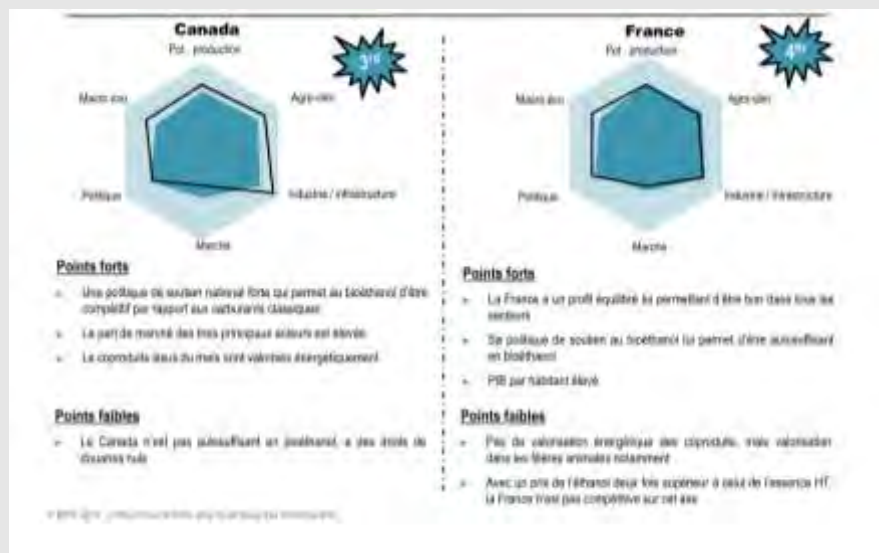 Canada
Pot. production
3rd
Macro éco
Agro-clim
Politique
Industrie / Infrastructure
Marché
Points forts
Une politique de soutien national forte qui permet au bioéthanol d'être
compétitif par rapport aux carburants classiques
La part de marché des trois principaux acteurs est élevée
Le coproduits issus du maïs sont valorisés énergétiquement
Points faibles
Le Canada n'est pas autosuffisant en bioéthanol, a des droits de
douanes nuls
France
Pot. production
4th
Macro éco
Agro-clim
Politique
Industrie / Infrastructure
Marché
Points forts
La France a un profil équilibré lui permettant d'être bon dans tous les
secteurs
Sa politique de soutien au bioéthanol lui permet d'être autosuffisant
en bioéthanol
PIB par habitant élevé
Points faibles
Pas de valorisation énergétique des coproduits, mais valorisation
dans les filières animales notamment
Avec un prix de l'éthanol deux fois supérieur à celui de l'essence HT,
la France n'est pas compétitive sur cet axe